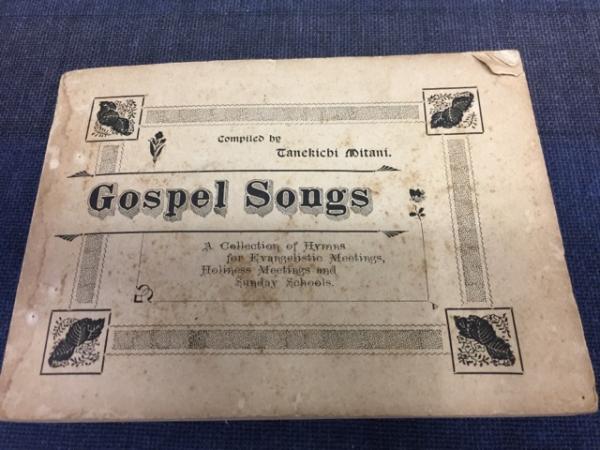 Compiled by
Tanekichi Mitani.
Gospel Songs
A Collection of Hymns
for Evangelistic Meetings,
Holiness Meetings and
Sunday Schools.